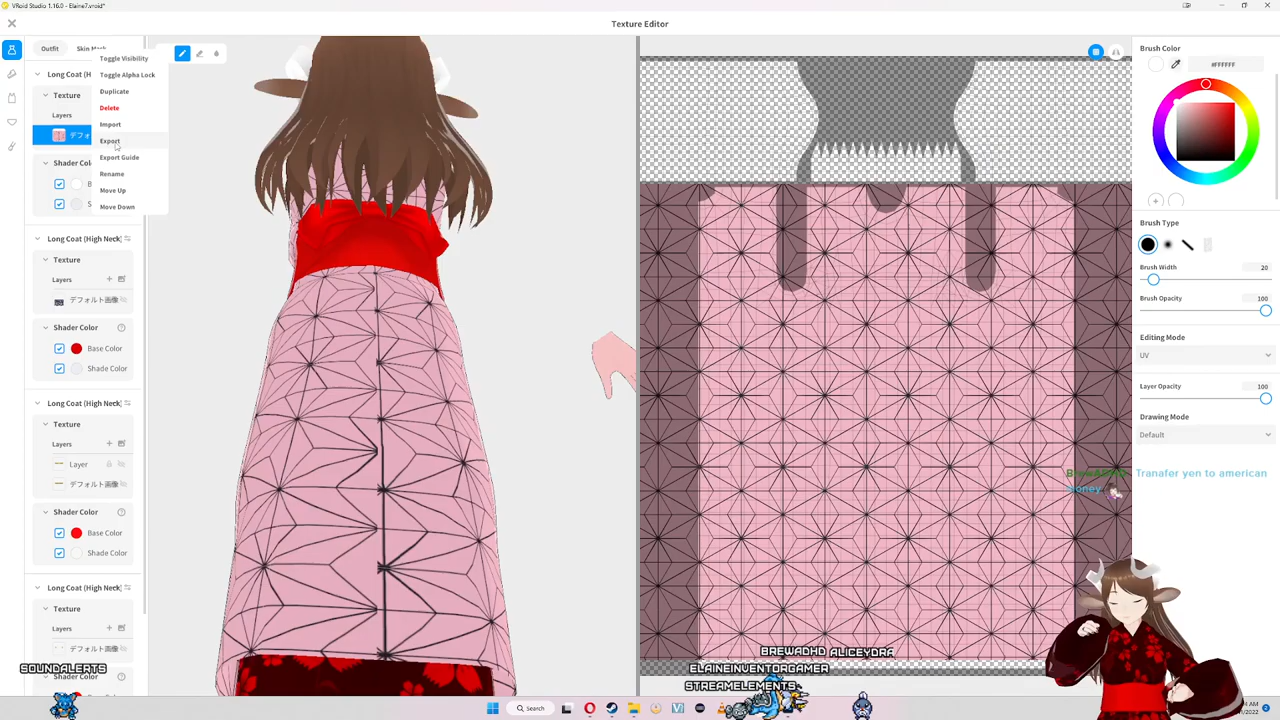 VRoid Studio 1.16.0 - Elaine7.vroid*
Texture Editor
Outfit
Skin Mask
Long Coat (H
Texture
Layers
デフォ
Shader Col
Toggle Visibility
Toggle Alpha Lock
Duplicate
Delete
Import
Export
Export Guide
Rename
Move Up
Move Down
Long Coat (High Neck)
Texture
Layers
デフォルト画像
Shader Color
Base Color
Shade Color
Long Coat (High Neck)
Texture
Layers
Layer
デフォルト画像
Shader Color
Base Color
Shade Color
Long Coat (High Neck)
Texture
Layers
デフォルト画像
Shader Color
SOUNDALERTS
Brush Color
#FFFFFF
Brush Type
Brush Width
20
Brush Opacity
100
Editing Mode
UV
Layer Opacity
100
Drawing Mode
Default
Tranafer yen to american
money
BREWADHD ALICEYDRA
ELAINEINVENTORGAMER
STREAMELEMENTS
Search